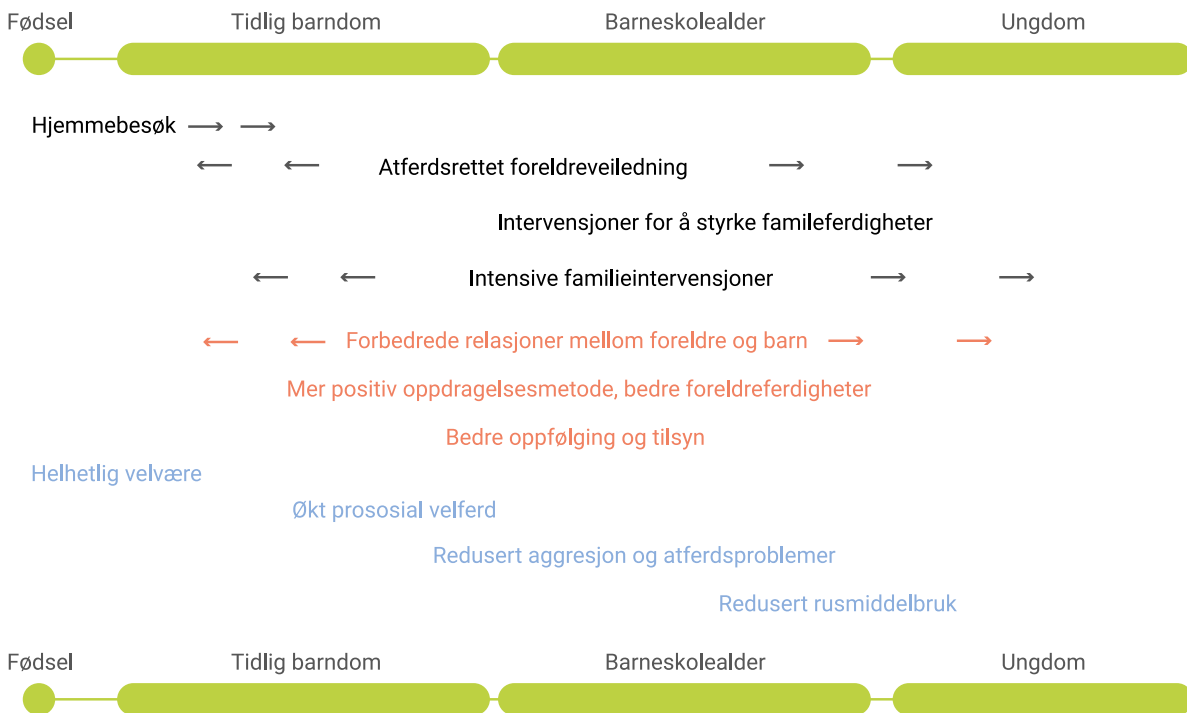 Fødsel Tidlig barndom Barneskolealder Ungdom
Hjemmebesøk → →
← ← Atferdsrettet foreldreveiledning → →
Intervensjoner for å styrke famileferdigheter
← ← Intensive familieintervensjoner → →
← ← Forbedrede relasjoner mellom foreldre og barn → →
Mer positiv oppdragelsesmetode, bedre foreldreferdigheter
Bedre oppfølging og tilsyn
Helhetlig velvære
Økt prososial velferd
Redusert aggresjon og atferdsproblemer
Redusert rusmiddelbruk
Fødsel Tidlig barndom Barneskolealder Ungdom